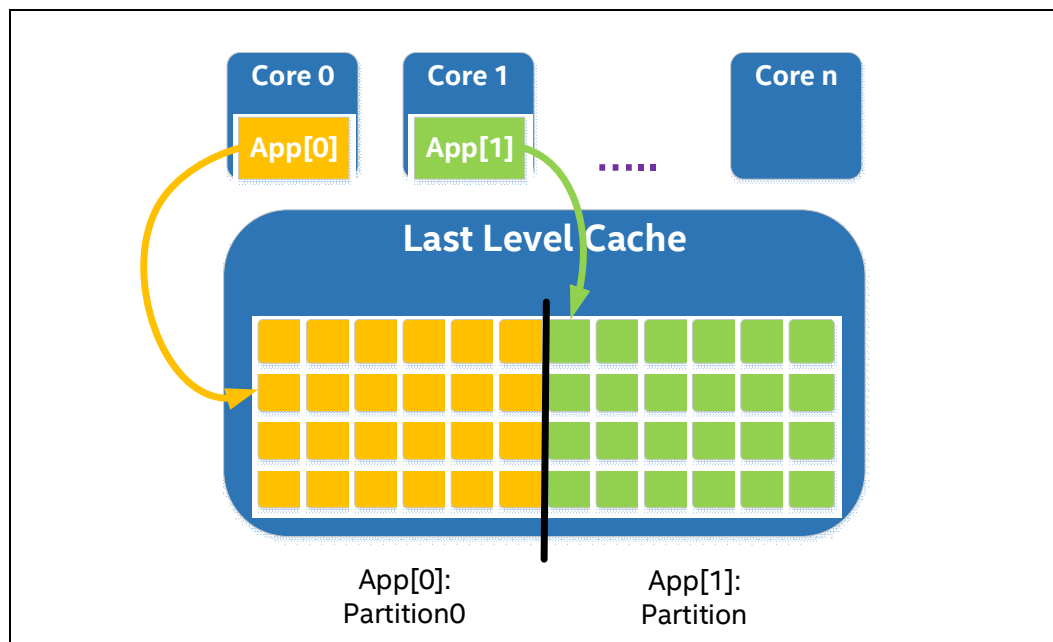 Core 0
Core 1
Core n
App[0]
App[1]
......
Last Level Cache
App[0]:
Partition0
App[1]:
Partition